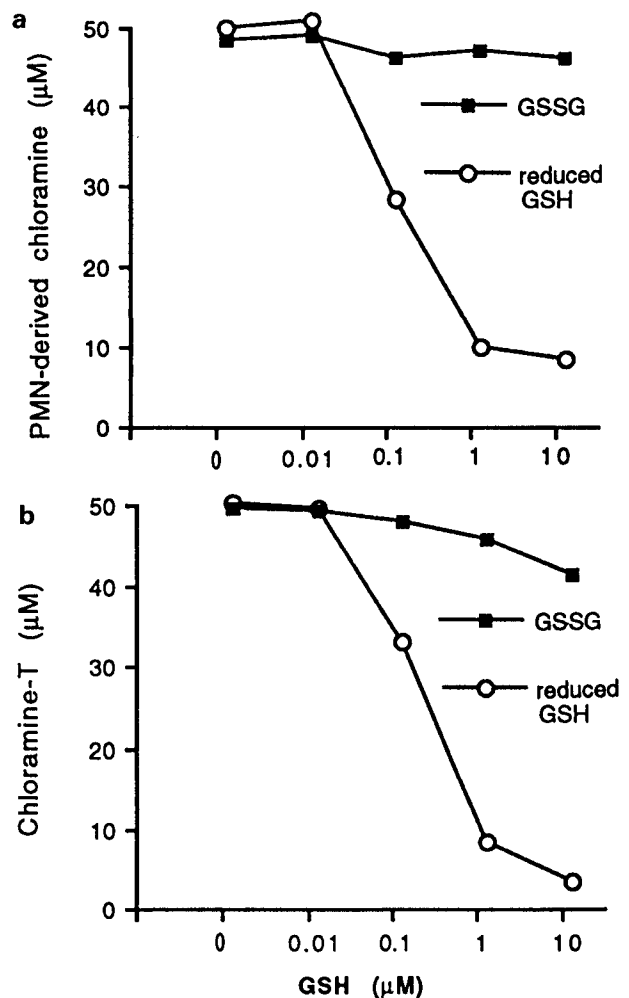 a
PMN-derived chloramine (μM)
50
40
30
20
10
0
GSSG
reduced
GSH
0 0.01 0.1 1 10
b
Chloramine-T (μM)
50
40
30
20
10
0
GSSG
reduced
GSH
0 0.01 0.1 1 10
GSH (μM)